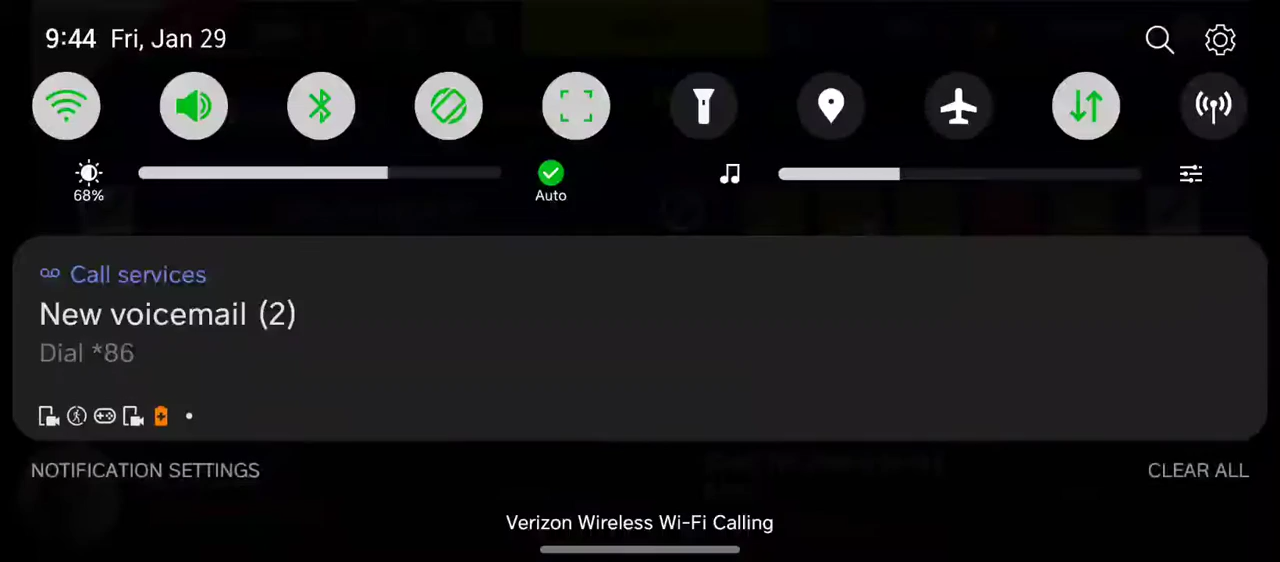 9:44 Fri, Jan 29
68%
Auto
Call services
New voicemail (2)
Dial *86
NOTIFICATION SETTINGS
CLEAR ALL
Verizon Wireless Wi-Fi Calling